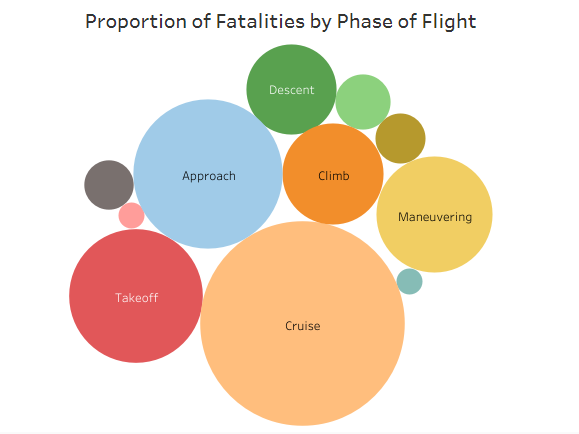 Proportion of Fatalities by Phase of Flight
Descent
Approach
Climb
Maneuvering
Takeoff
Cruise